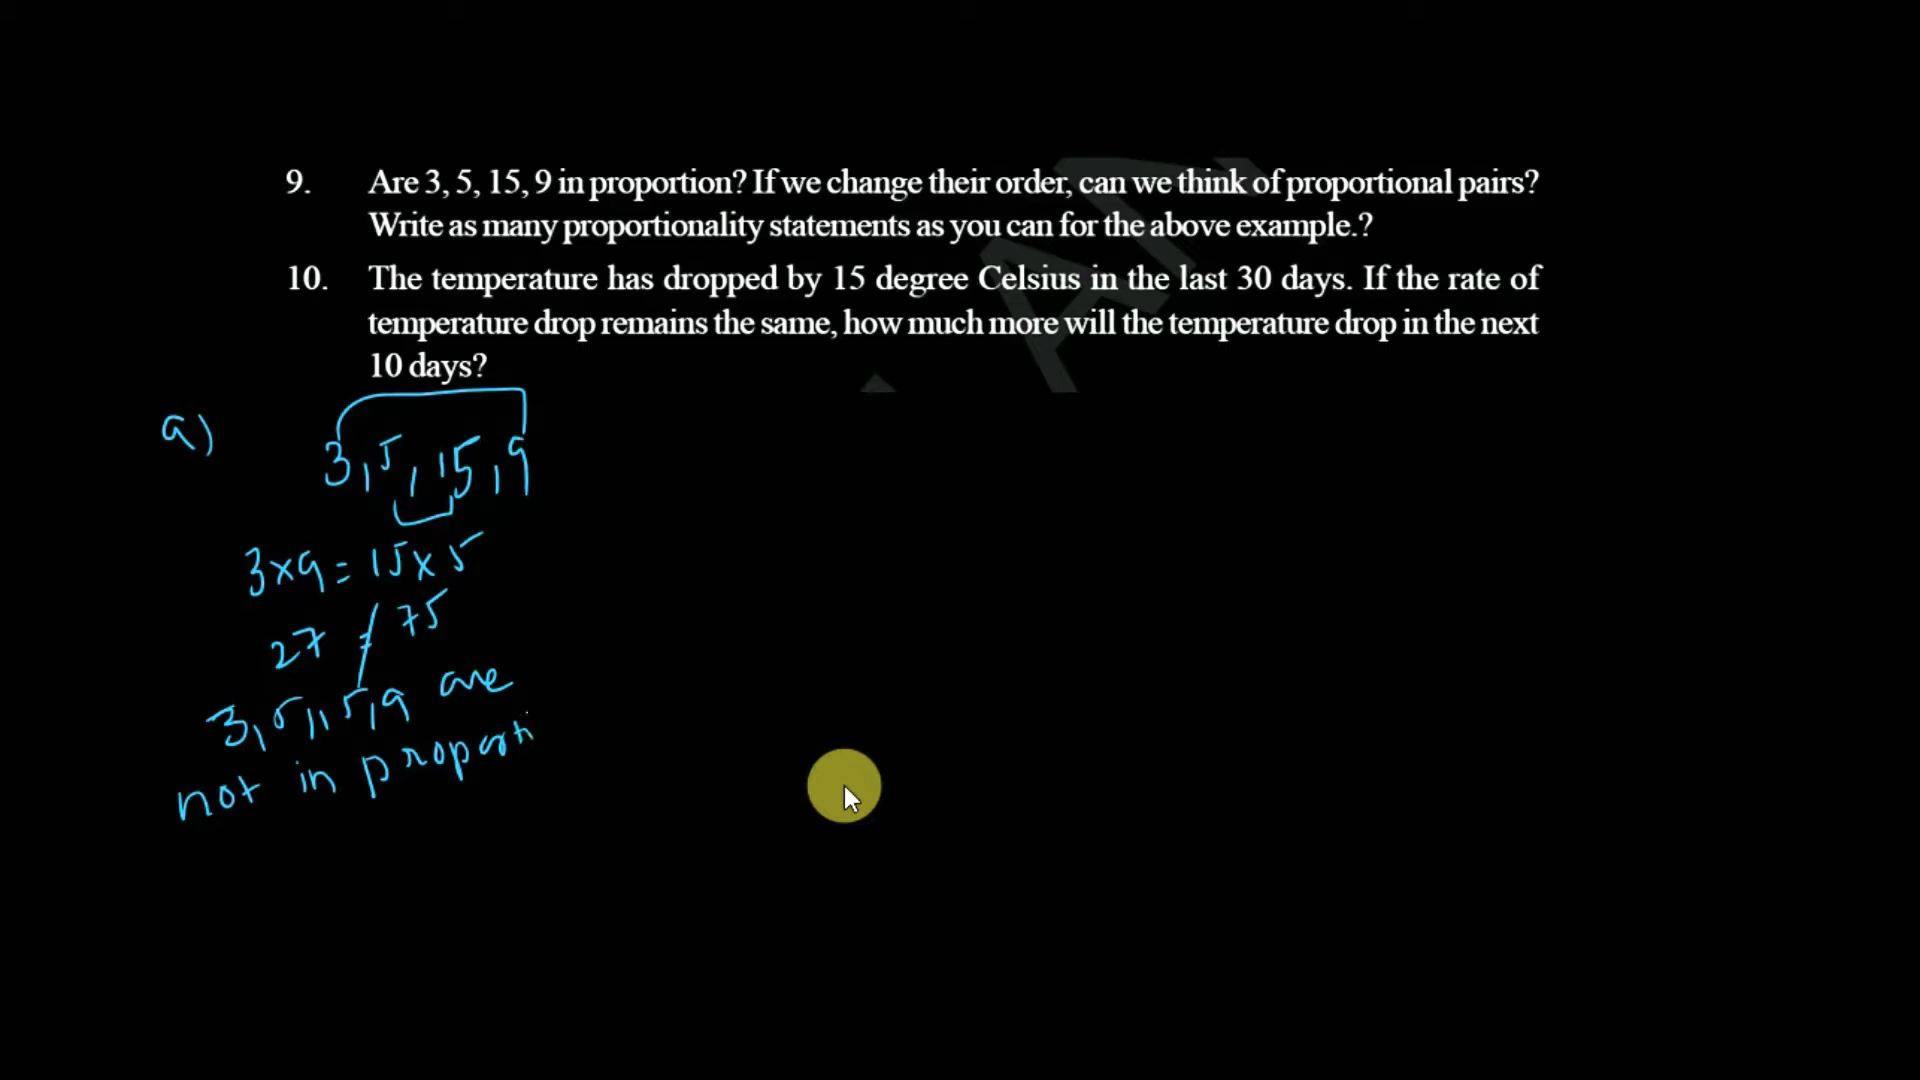 9. Are 3, 5, 15, 9 in proportion? If we change their order, can we think of proportional pairs?
Write as many proportionality statements as you can for the above example.?
10. The temperature has dropped by 15 degree Celsius in the last 30 days. If the rate of
temperature drop remains the same, how much more will the temperature drop in the next
10 days?
9)
3, 5, 15, 9
3×9 = 15×5
27 ≠ 75
3, 5, 15, 9 are
not in proporti